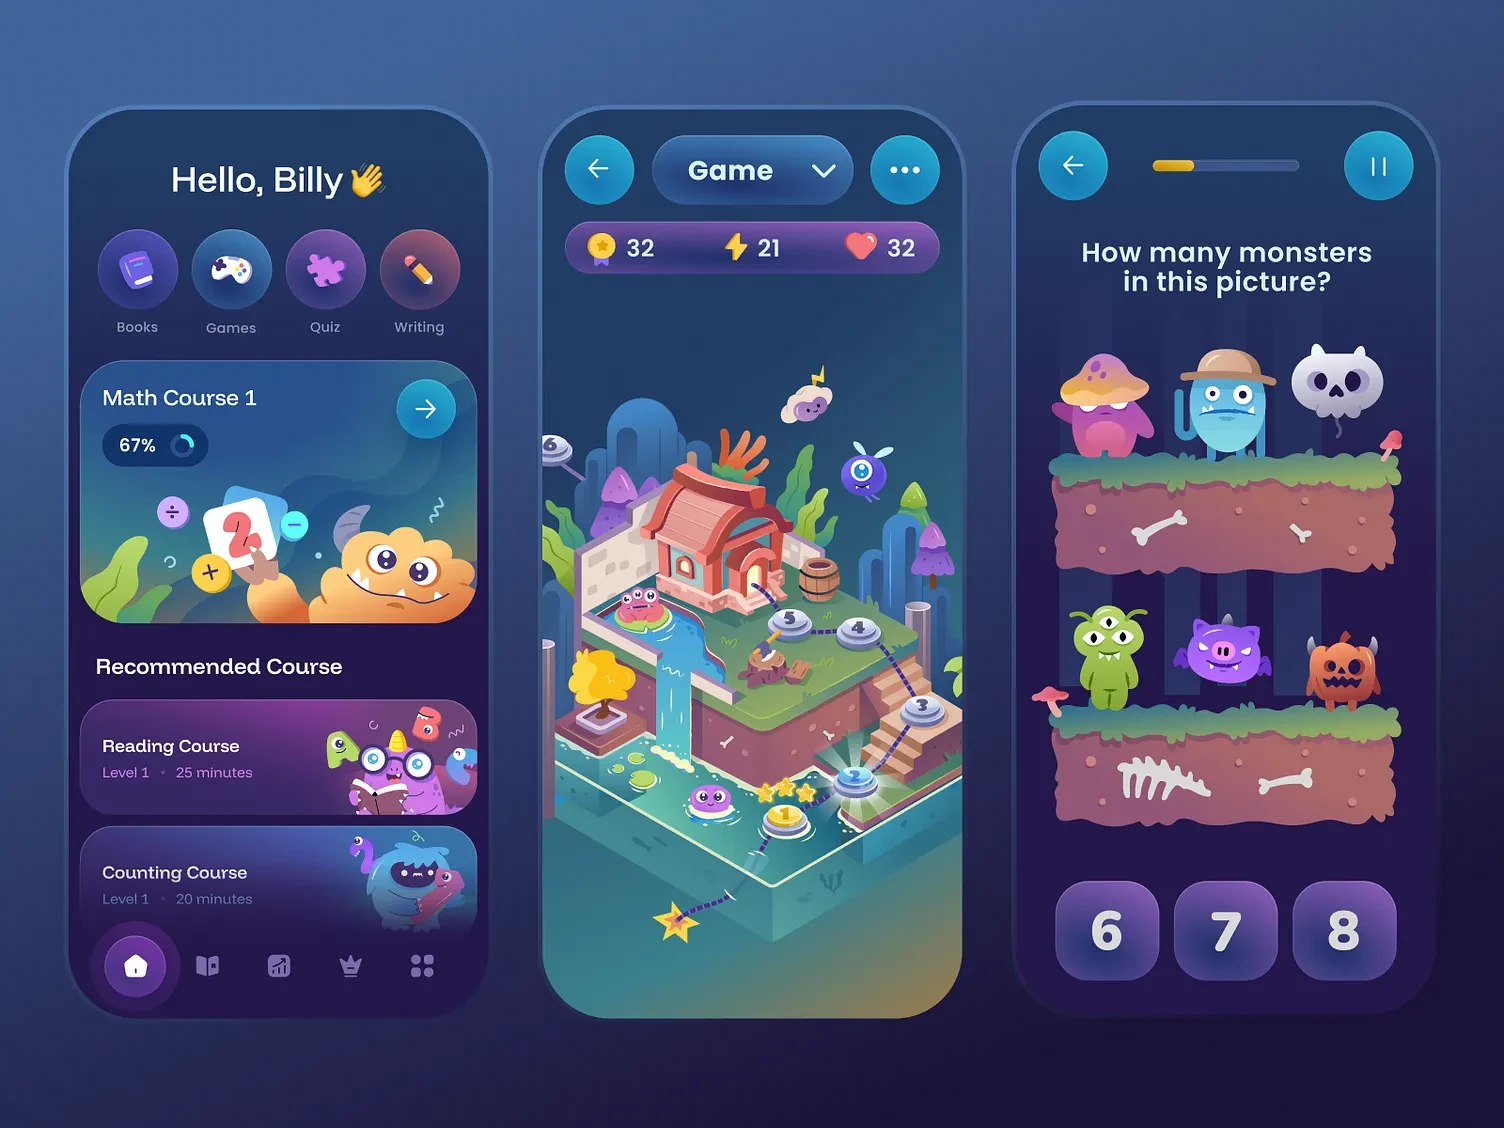 Hello, Billy 👋
Books
Games
Quiz
Writing
Math Course 1
67%
÷
2
−
+
Recommended Course
Reading Course
Level 1 • 25 minutes
A
B
Counting Course
Level 1 • 20 minutes
Game
32
21
32
6
5
4
3
2
1
How many monsters
in this picture?
6
7
8